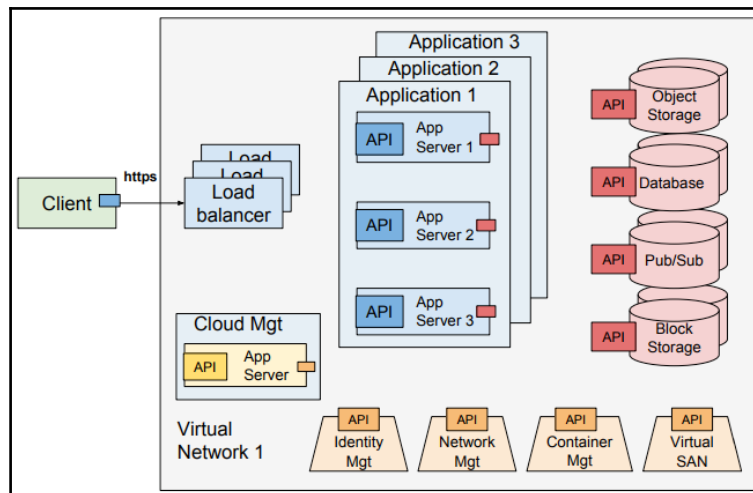 Application 3
Application 2
Application 1
API
App
Server 1
API
App
Server 2
API
App
Server 3
API
Object
Storage
API
Database
API
Pub/Sub
API
Block
Storage
https
Client
Load
Load
Load
balancer
Cloud Mgt
API
App
Server
Virtual
Network 1
API
Identity
Mgt
API
Network
Mgt
API
Container
Mgt
API
Virtual
SAN